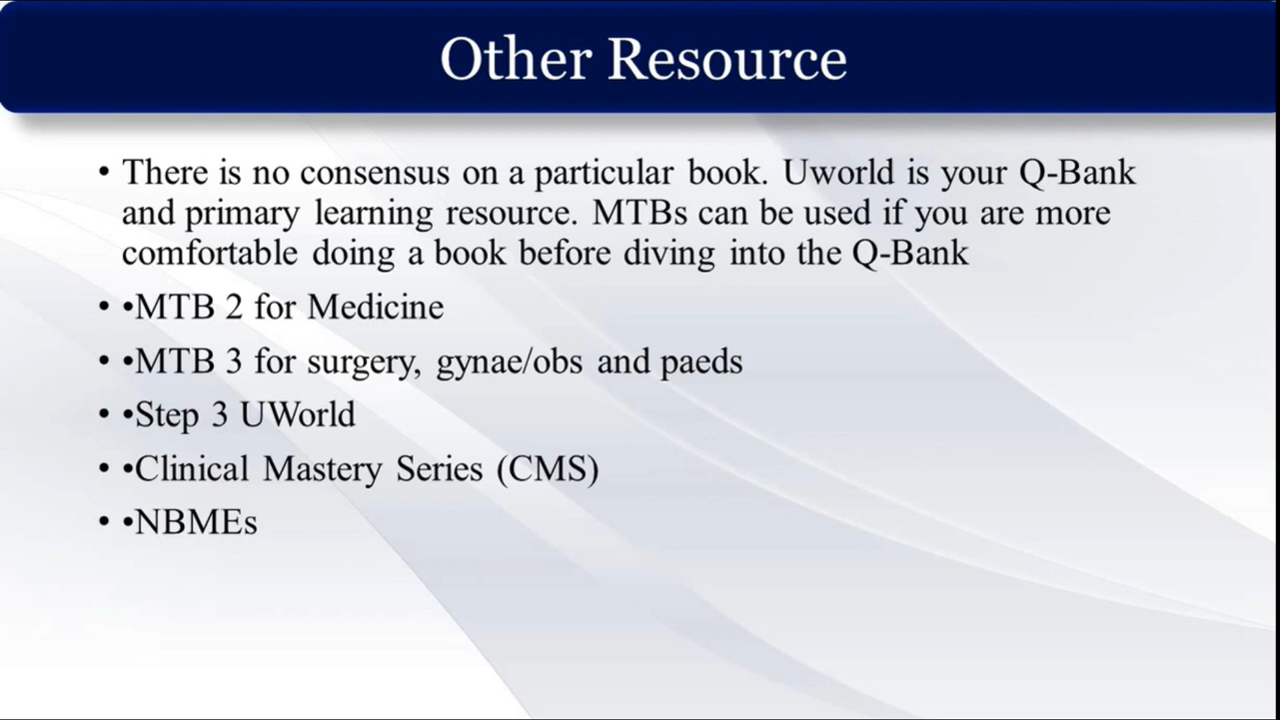 Other Resource
• There is no consensus on a particular book. Uworld is your Q-Bank
and primary learning resource. MTBs can be used if you are more
comfortable doing a book before diving into the Q-Bank
• •MTB 2 for Medicine
• •MTB 3 for surgery, gynae/obs and paeds
• •Step 3 UWorld
• •Clinical Mastery Series (CMS)
• •NBMEs